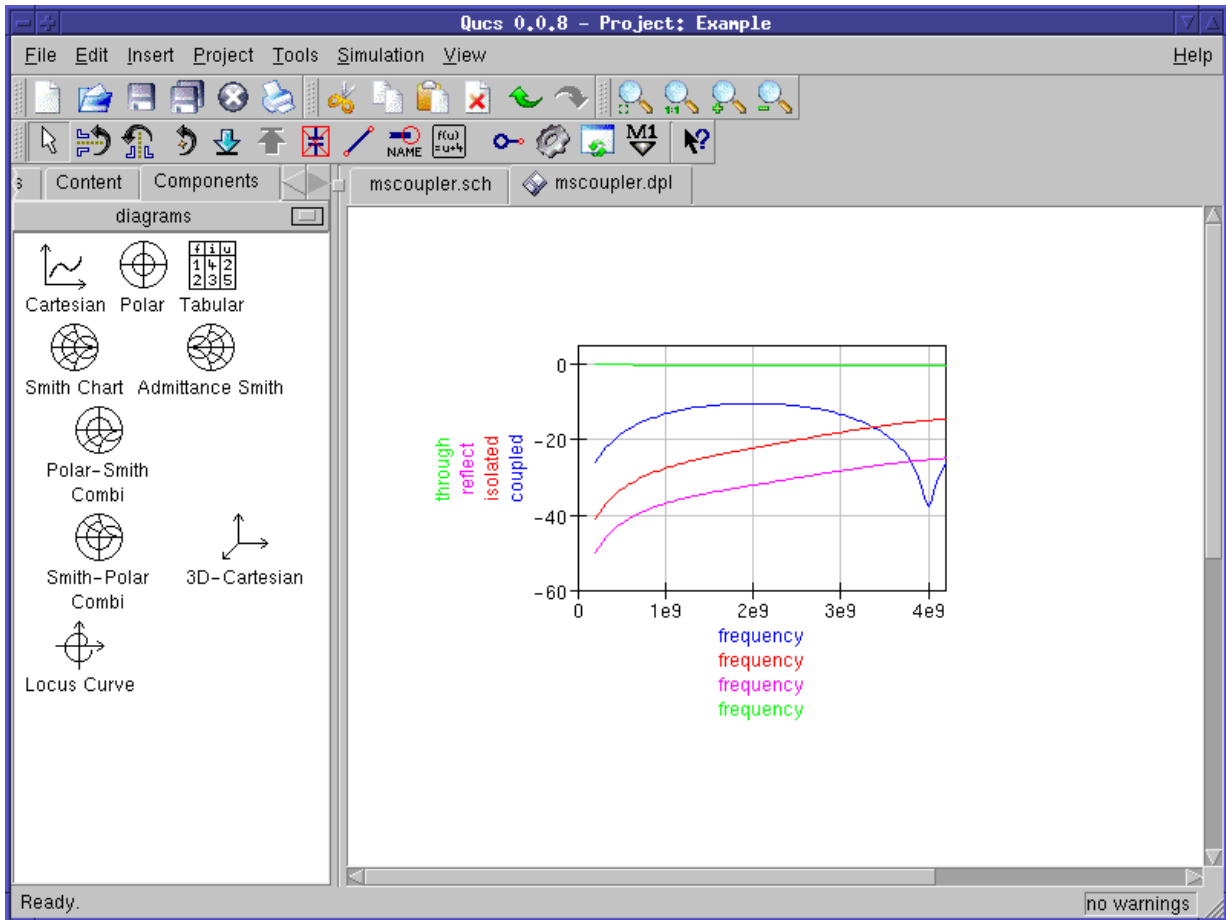 Qucs 0.0.8 - Project: Example
File Edit Insert Project Tools Simulation View Help
1:1
NAME
f(u)
=u+4
M1
?
s Content Components
mscoupler.sch mscoupler.dpl
diagrams
f i u
1 4 2
2 3 5
Cartesian Polar Tabular
Smith Chart Admittance Smith
Polar-Smith
Combi
Smith-Polar
Combi
3D-Cartesian
Locus Curve
through
reflect
isolated
coupled
0
-20
-40
-60
0 1e9 2e9 3e9 4e9
frequency
frequency
frequency
frequency
Ready. no warnings